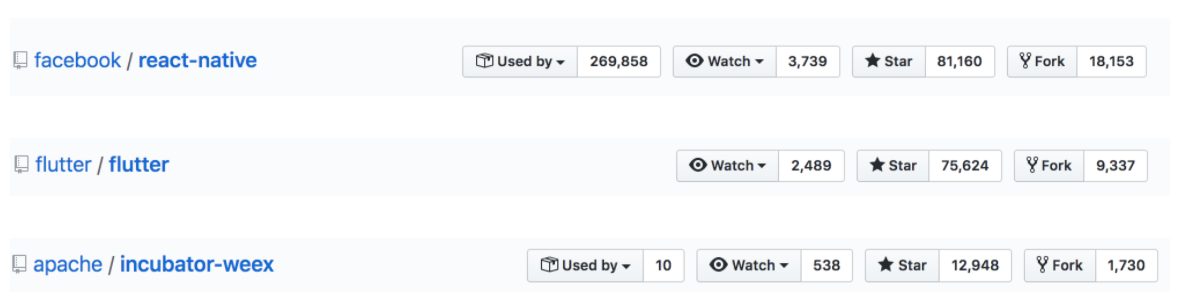 facebook / react-native Used by 269,858 Watch 3,739 Star 81,160 Fork 18,153
flutter / flutter Watch 2,489 Star 75,624 Fork 9,337
apache / incubator-weex Used by 10 Watch 538 Star 12,948 Fork 1,730